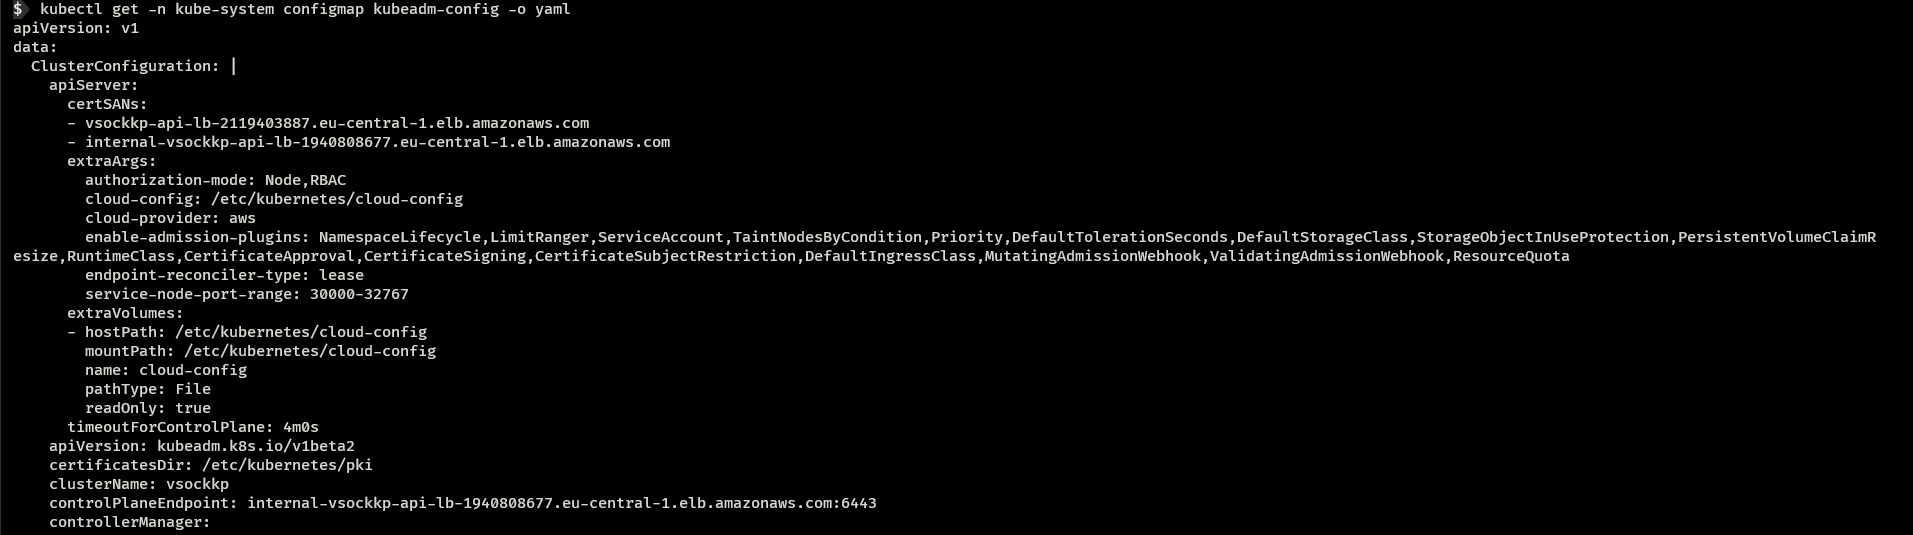 $ kubectl get -n kube-system configmap kubeadm-config -o yaml
apiVersion: v1
data:
  ClusterConfiguration: |
    apiServer:
      certSANs:
      - vsockkp-api-lb-2119403887.eu-central-1.elb.amazonaws.com
      - internal-vsockkp-api-lb-1940808677.eu-central-1.elb.amazonaws.com
      extraArgs:
        authorization-mode: Node,RBAC
        cloud-config: /etc/kubernetes/cloud-config
        cloud-provider: aws
        enable-admission-plugins: NamespaceLifecycle,LimitRanger,ServiceAccount,TaintNodesByCondition,Priority,DefaultTolerationSeconds,DefaultStorageClass,StorageObjectInUseProtection,PersistentVolumeClaimR
esize,RuntimeClass,CertificateApproval,CertificateSigning,CertificateSubjectRestriction,DefaultIngressClass,MutatingAdmissionWebhook,ValidatingAdmissionWebhook,ResourceQuota
        endpoint-reconciler-type: lease
        service-node-port-range: 30000-32767
      extraVolumes:
      - hostPath: /etc/kubernetes/cloud-config
        mountPath: /etc/kubernetes/cloud-config
        name: cloud-config
        pathType: File
        readOnly: true
      timeoutForControlPlane: 4m0s
    apiVersion: kubeadm.k8s.io/v1beta2
    certificatesDir: /etc/kubernetes/pki
    clusterName: vsockkp
    controlPlaneEndpoint: internal-vsockkp-api-lb-1940808677.eu-central-1.elb.amazonaws.com:6443
    controllerManager: